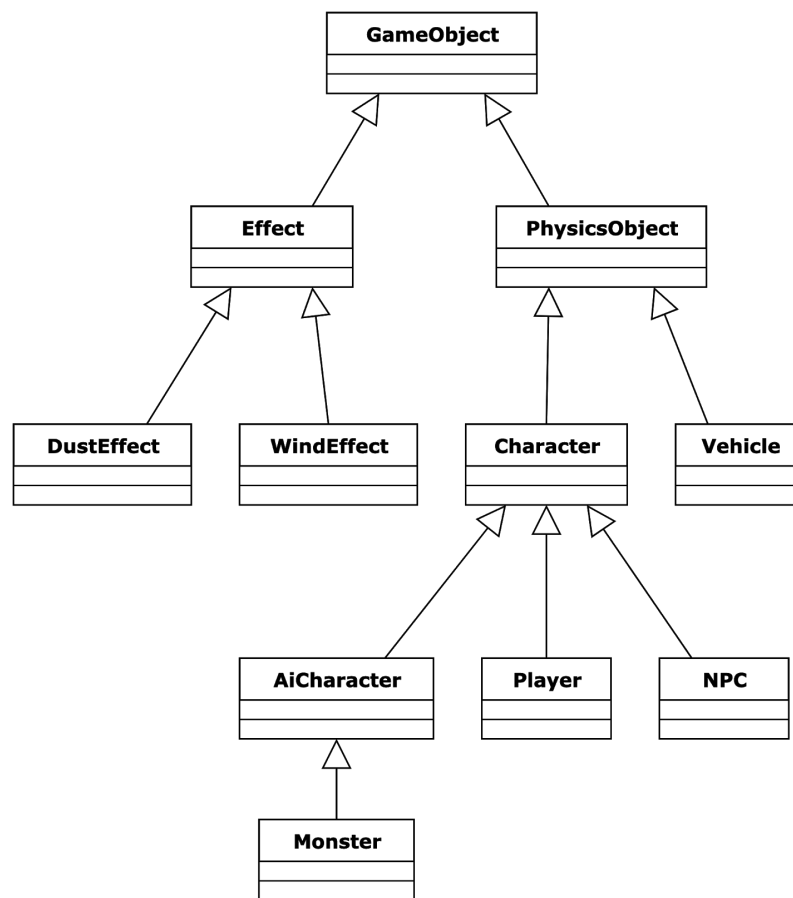 GameObject
Effect
PhysicsObject
DustEffect
WindEffect
Character
Vehicle
AiCharacter
Player
NPC
Monster